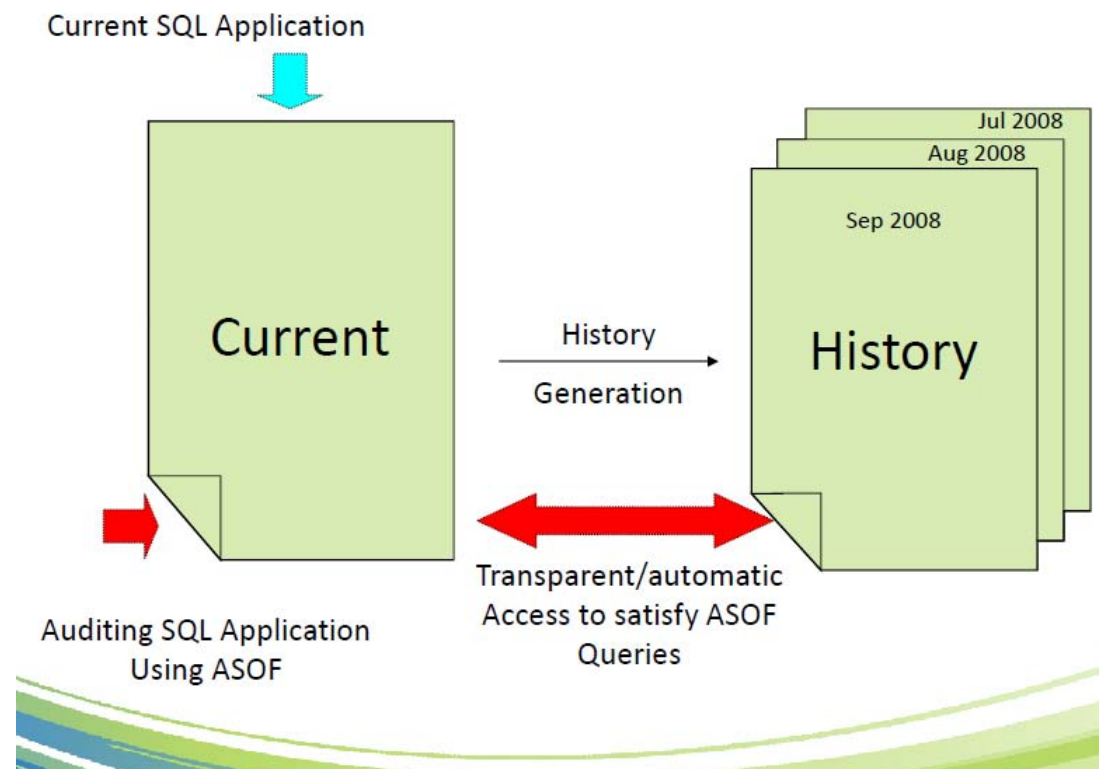 Current SQL Application
Jul 2008
Aug 2008
Sep 2008
Current
History
Generation
History
Transparent/automatic
Access to satisfy ASOF
Queries
Auditing SQL Application
Using ASOF